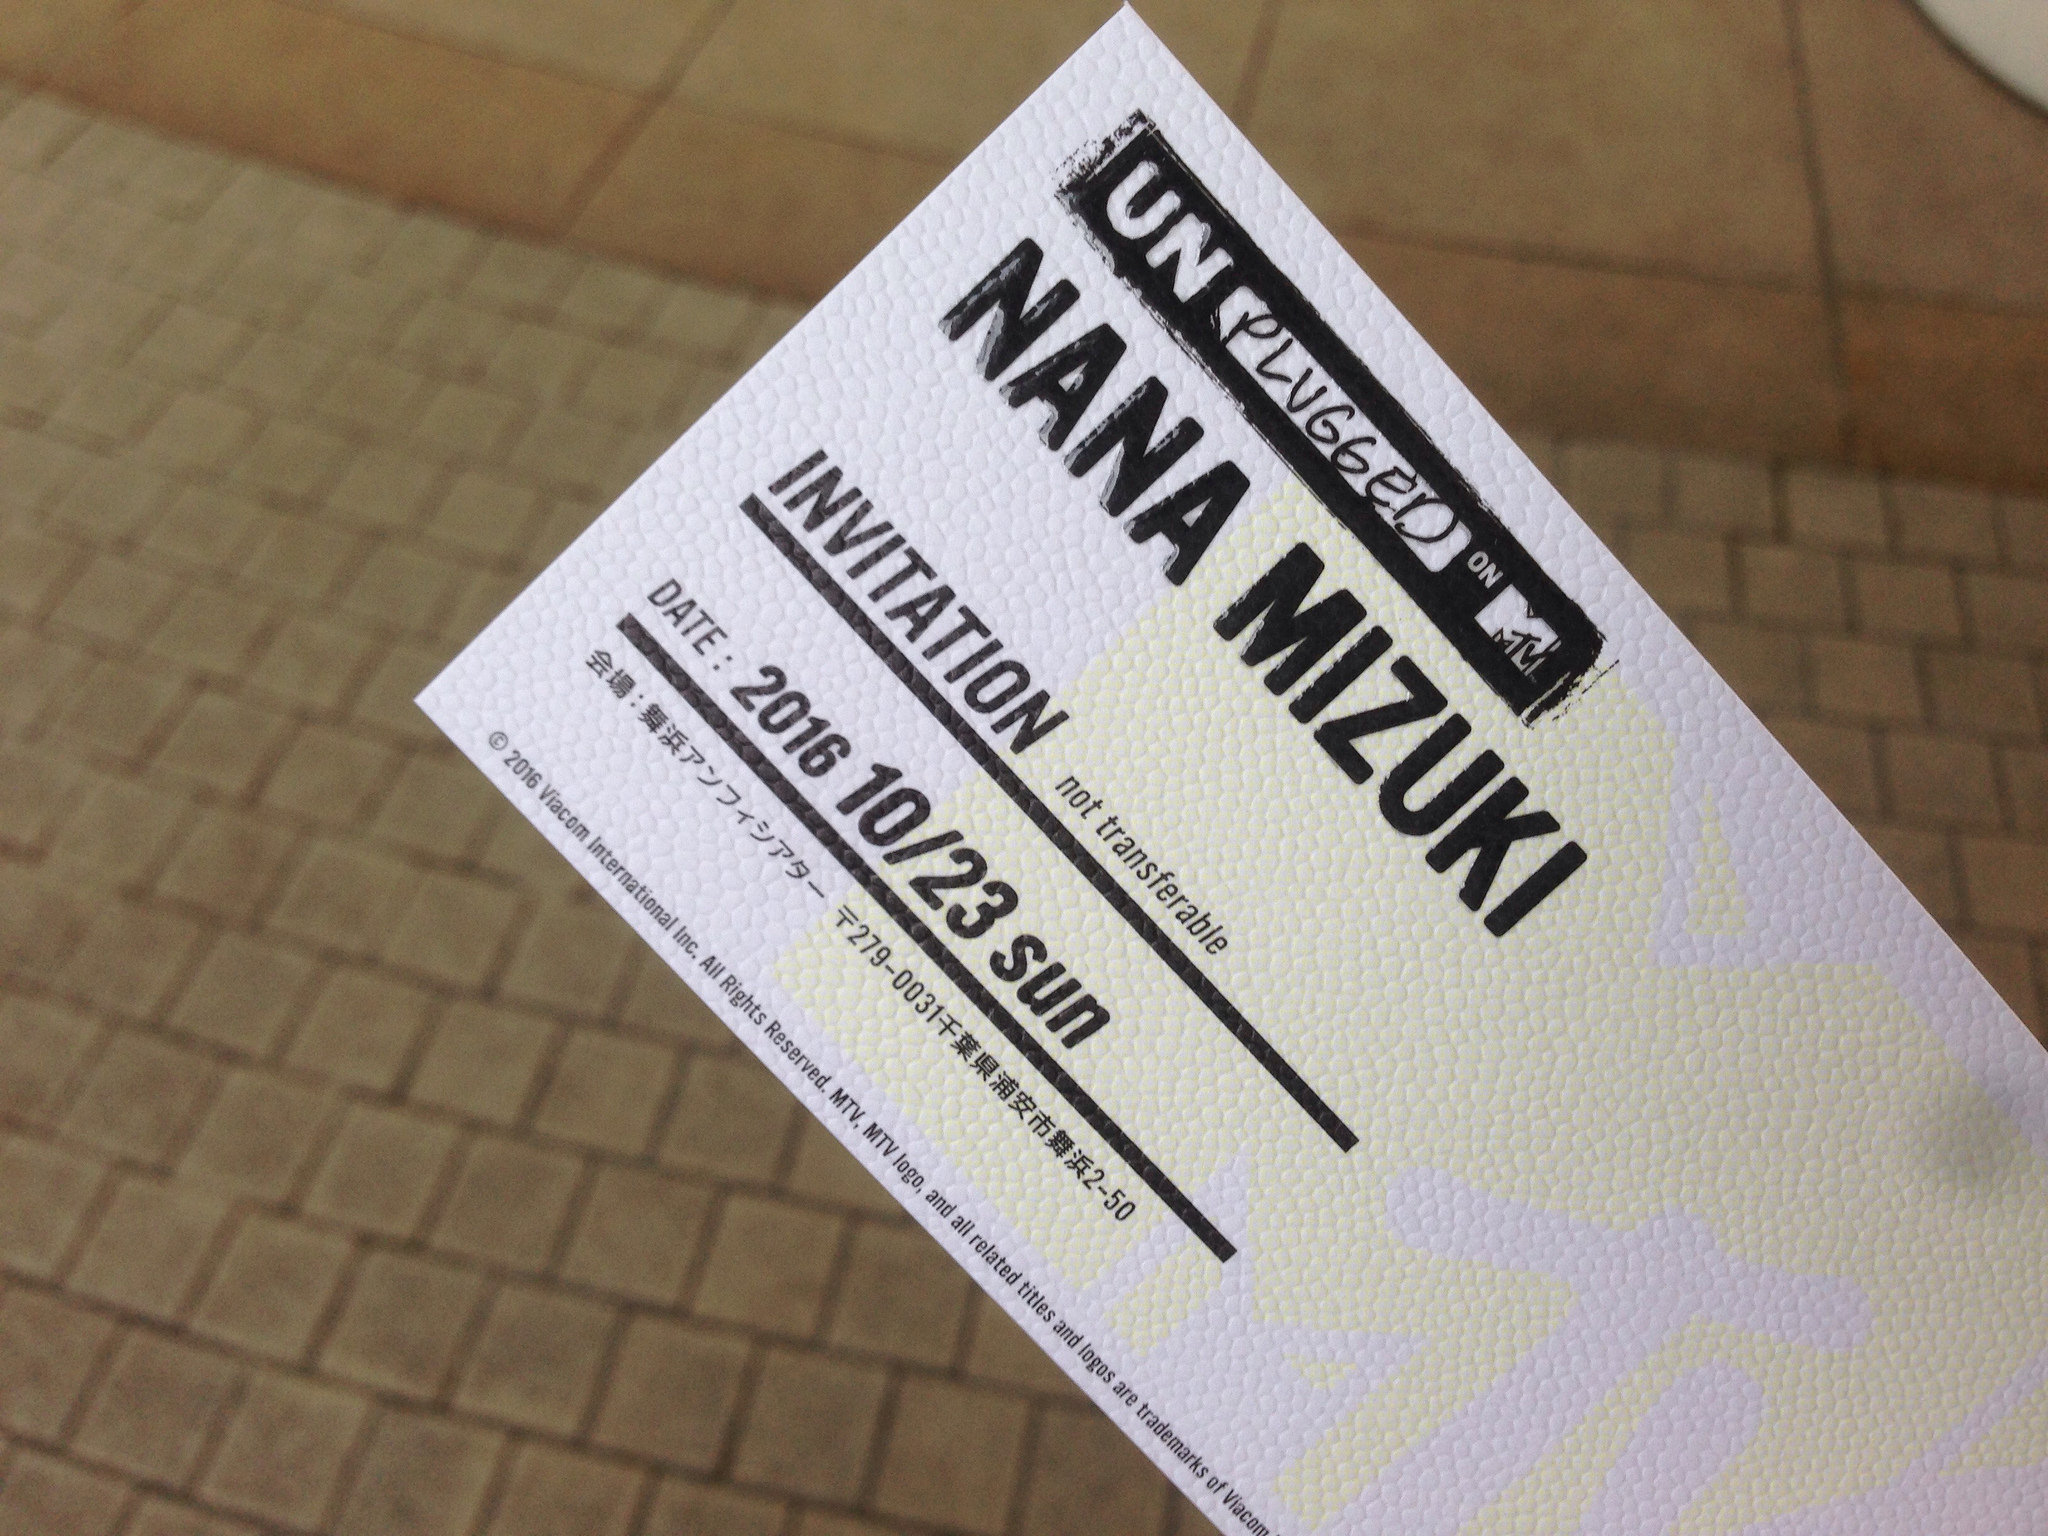 UNPLUGGED ON MTV
NANA MIZUKI
INVITATION not transferable
DATE : 2016 10/23 sun
会場：舞浜アンフィシアター 〒279-0031千葉県浦安市舞浜2-50
© 2016 Viacom International Inc. All Rights Reserved. MTV, MTV logo, and all related titles and logos are trademarks of Viacom